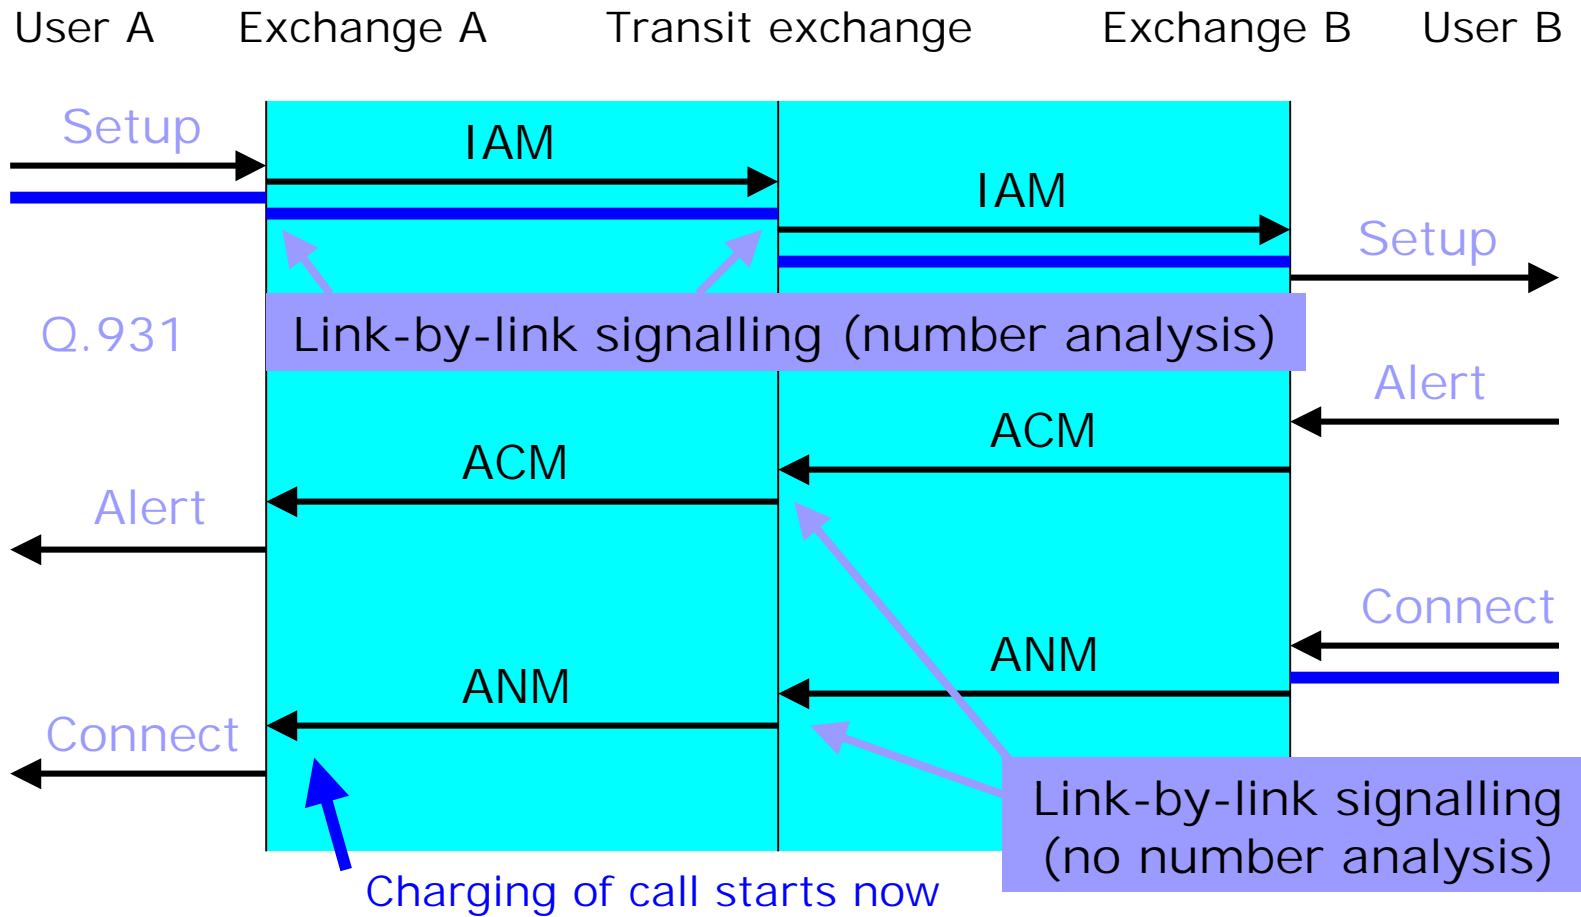 User A Exchange A Transit exchange Exchange B User B
Setup
IAM
IAM
Setup
Q.931
Link-by-link signalling (number analysis)
Alert
ACM
ACM
Alert
Connect
ANM
ANM
Connect
Link-by-link signalling
(no number analysis)
Charging of call starts now